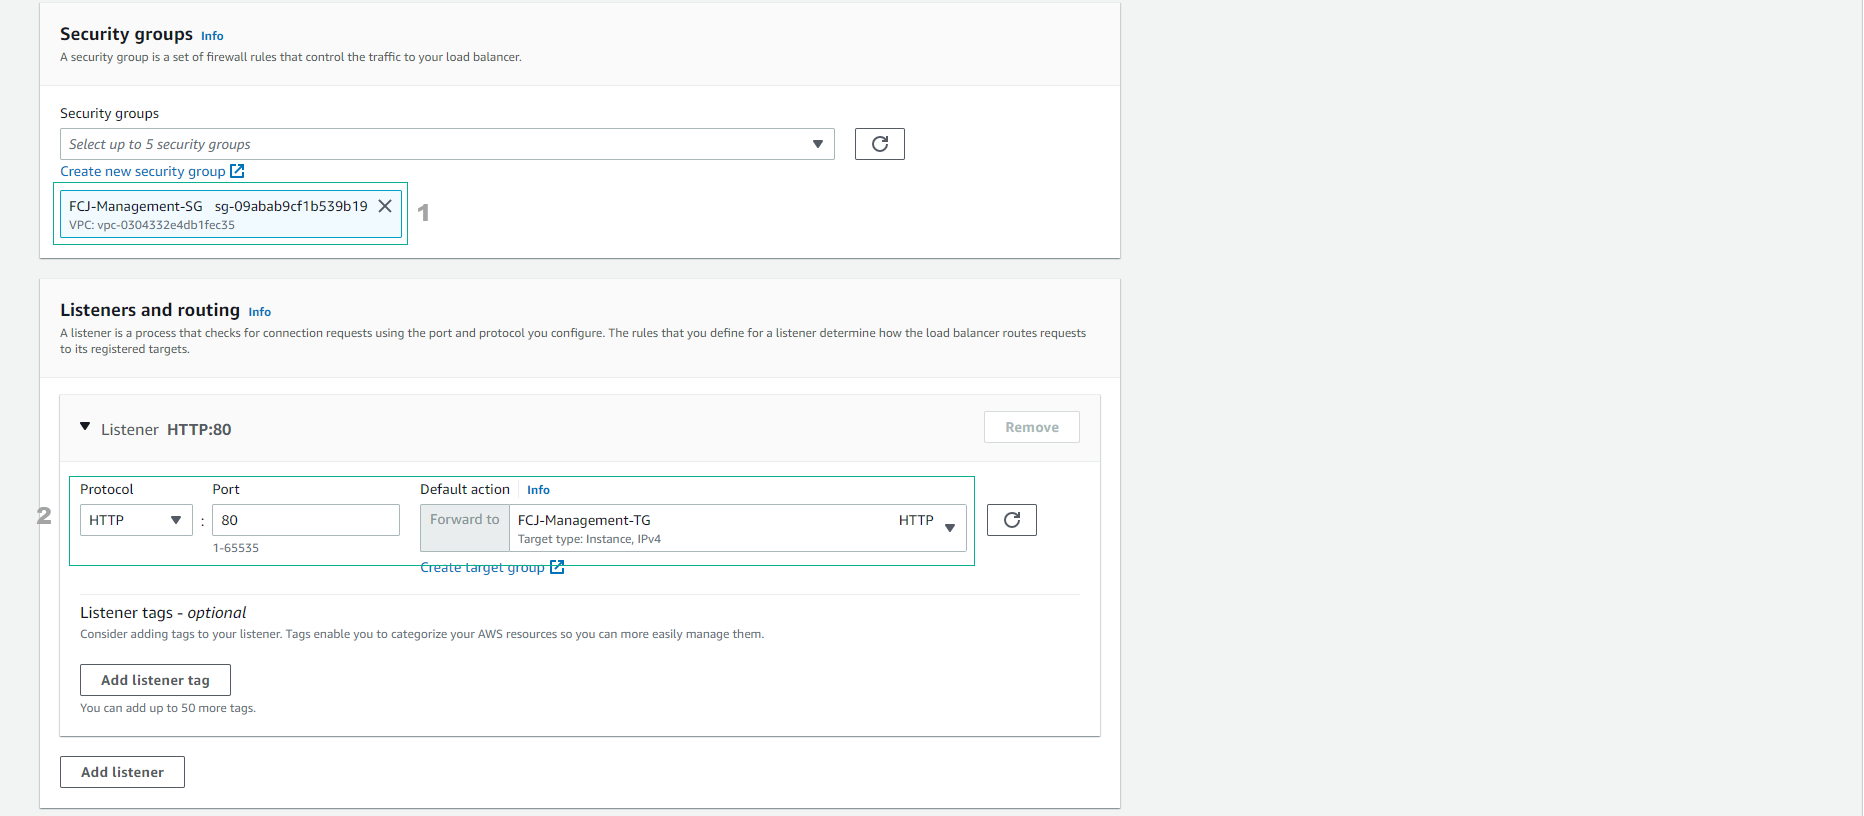 Security groups Info
A security group is a set of firewall rules that control the traffic to your load balancer.
Security groups
Select up to 5 security groups
Create new security group
FCJ-Management-SG sg-09abab9cf1b539b19
VPC: vpc-0304332e4db1fec35
1
Listeners and routing Info
A listener is a process that checks for connection requests using the port and protocol you configure. The rules that you define for a listener determine how the load balancer routes requests
to its registered targets.
Listener HTTP:80
Remove
Protocol Port Default action Info
2
HTTP : 80 Forward to FCJ-Management-TG HTTP
Target type: Instance, IPv4
1-65535
Create target group
Listener tags - optional
Consider adding tags to your listener. Tags enable you to categorize your AWS resources so you can more easily manage them.
Add listener tag
You can add up to 50 more tags.
Add listener